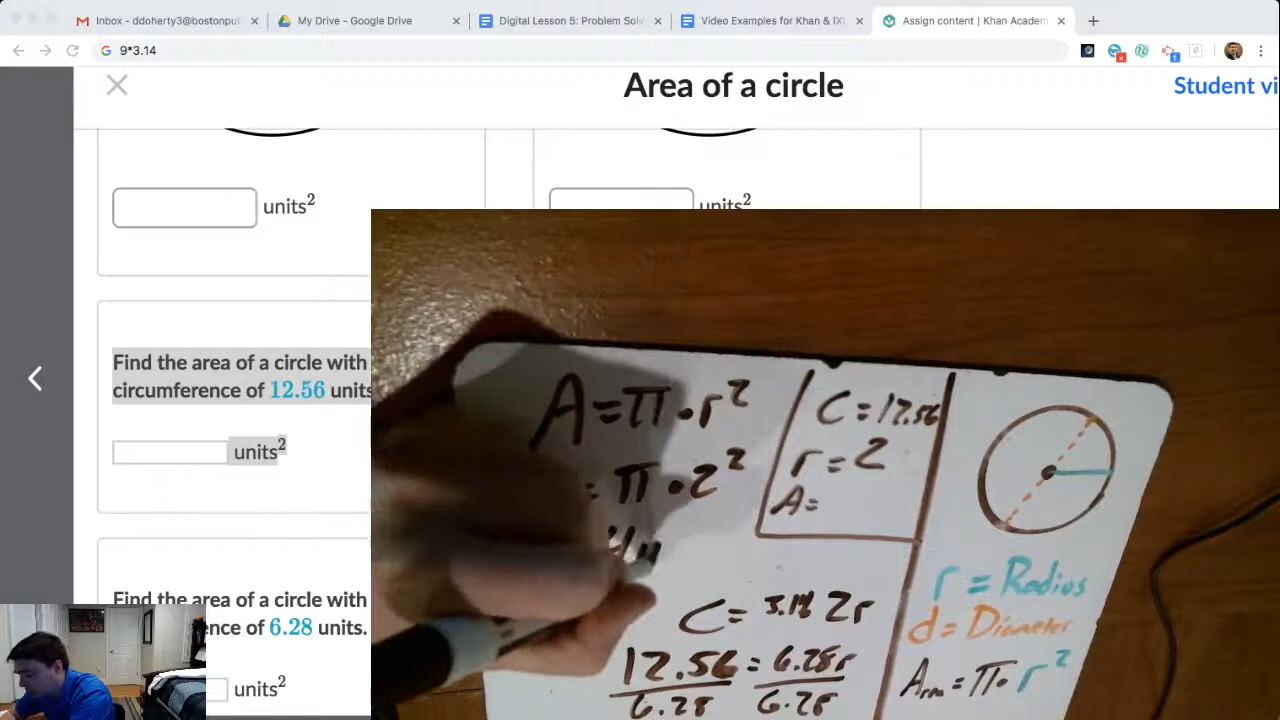 Inbox - ddoherty3@bostonpu
My Drive - Google Drive
Digital Lesson 5: Problem Solv
Video Examples for Khan & IXL
Assign content | Khan Academ
9*3.14
Area of a circle
Student vi
units²
units²
Find the area of a circle with
circumference of 12.56 units
units²
Find the area of a circle with
nce of 6.28 units.
units²
A=π•r²
=π•2²
C=12.56
r=2
A=
C=3.14 2r
12.56=6.28r
6.28 6.28
r=Radius
d=Diameter
=π•r²